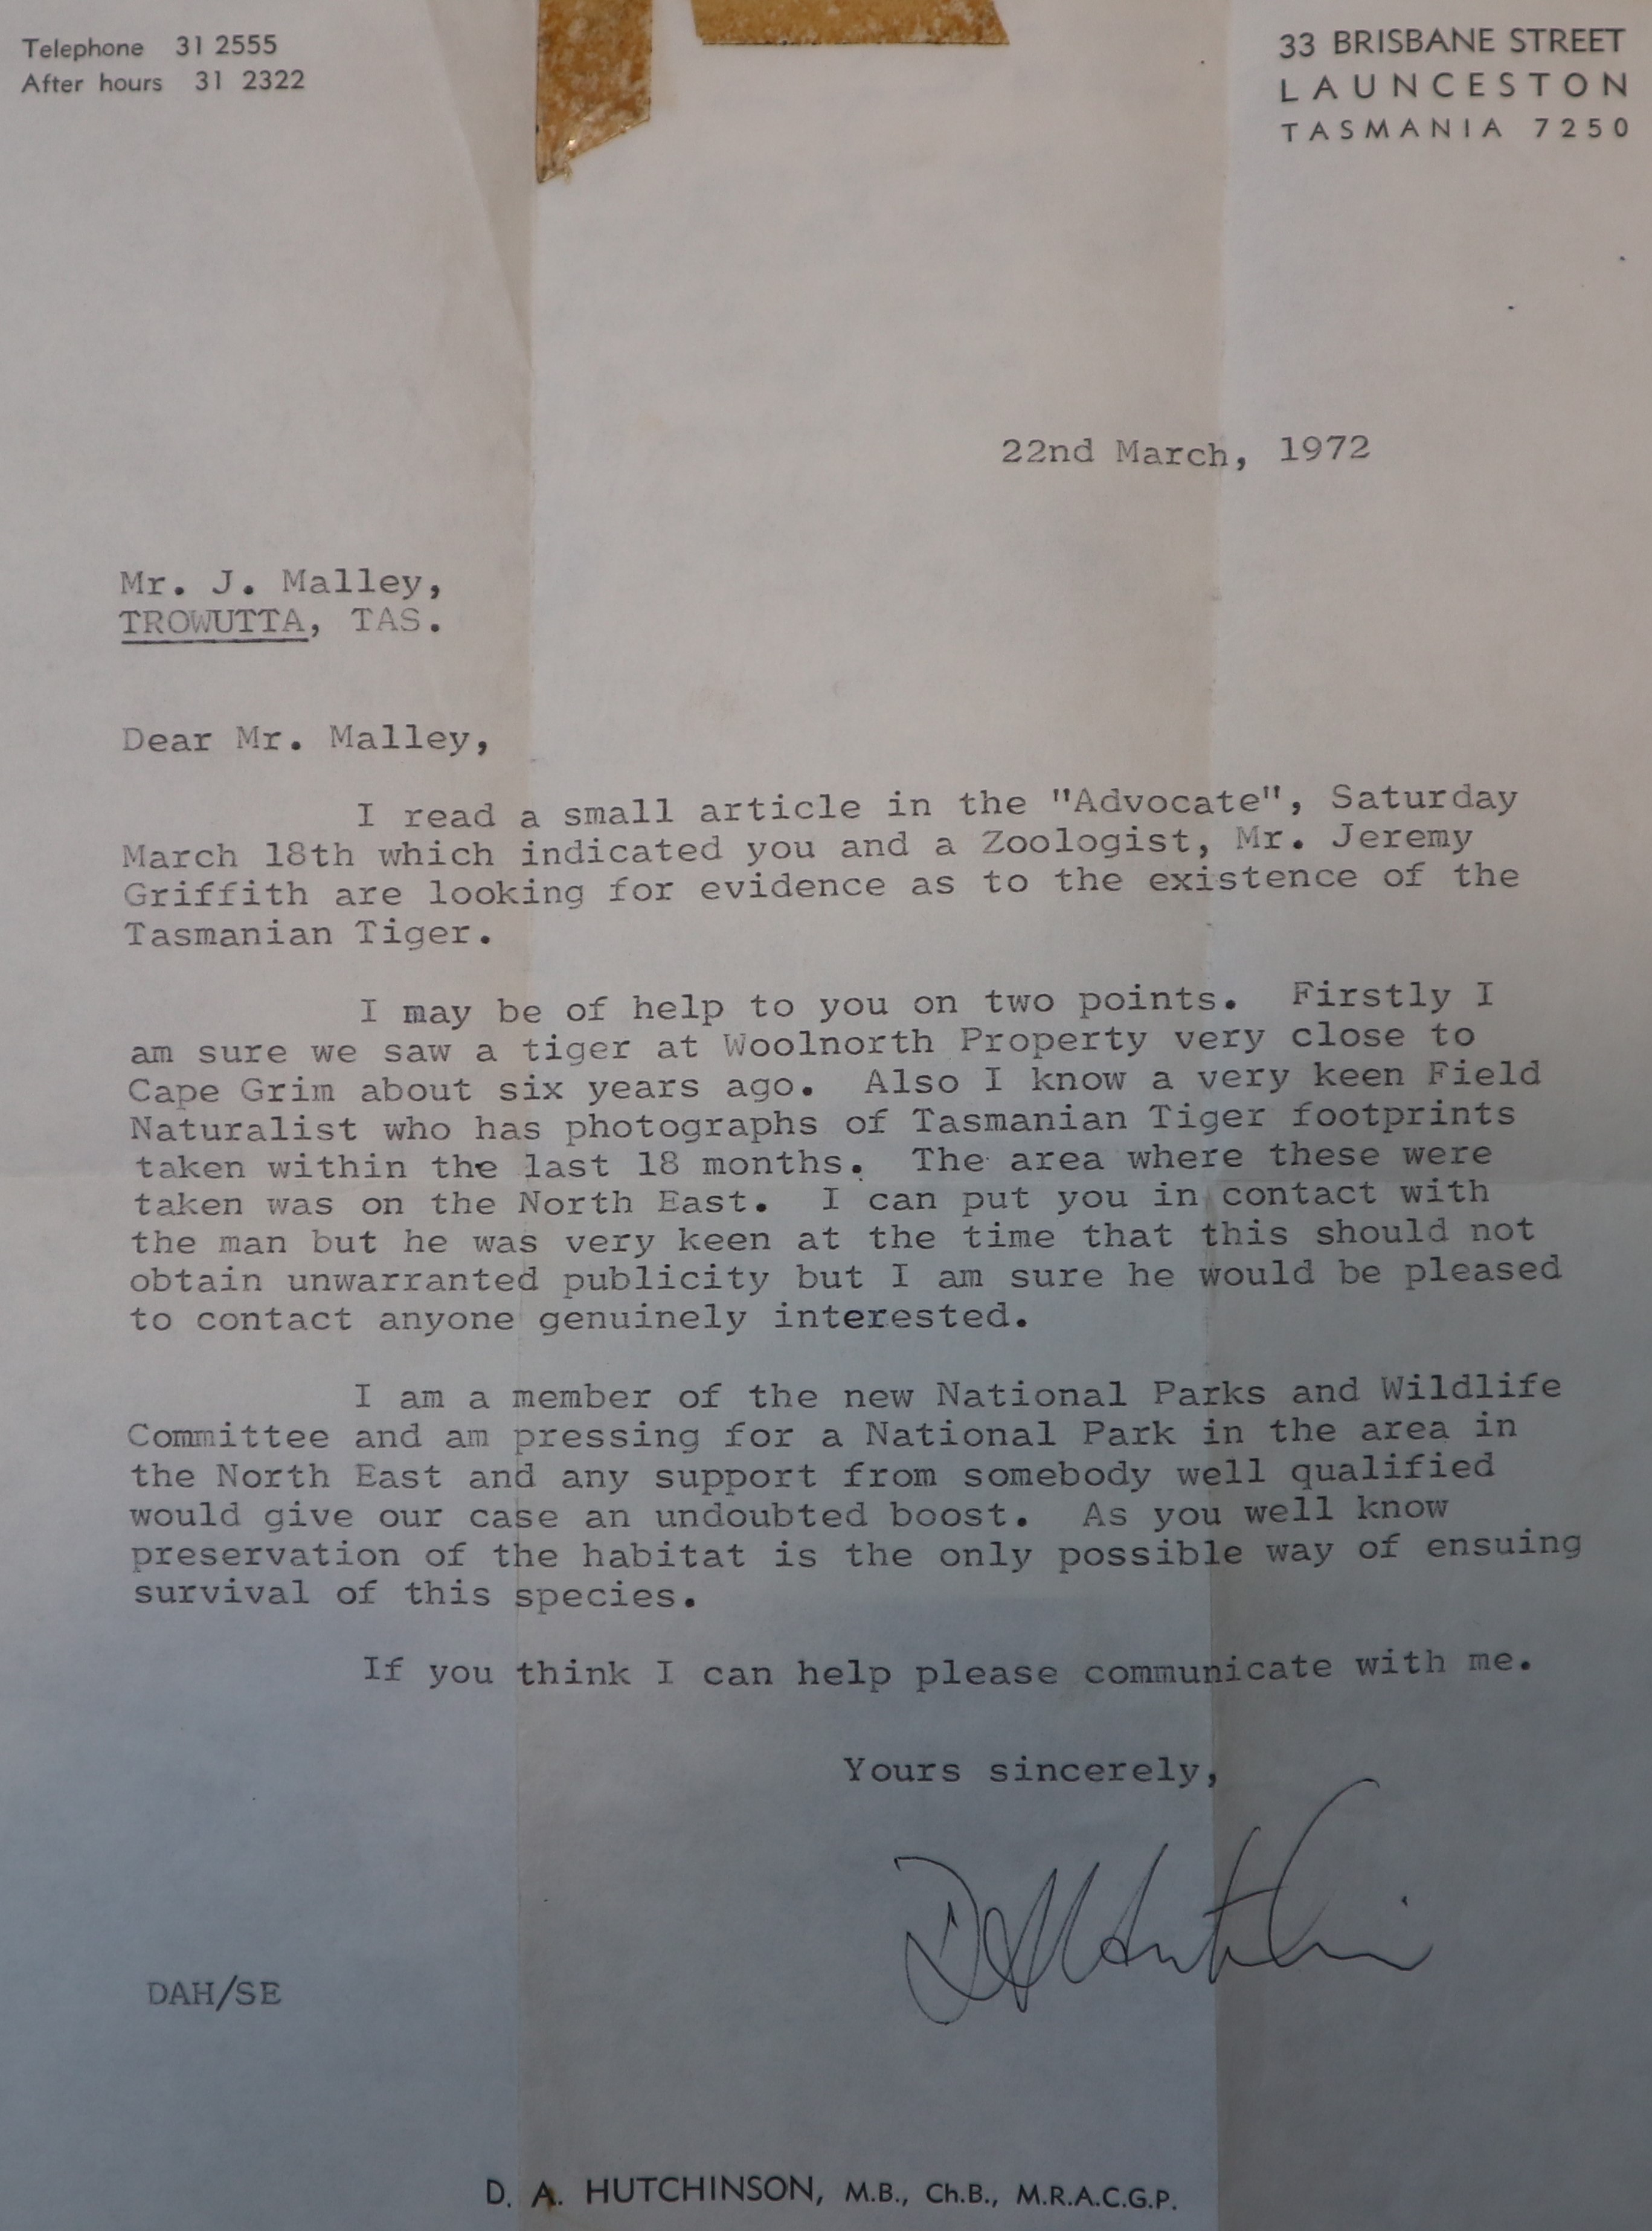 Telephone 31 2555
After hours 31 2322
33 BRISBANE STREET
LAUNCESTON
TASMANIA 7250
22nd March, 1972
Mr. J. Malley,
TROWUTTA, TAS.
Dear Mr. Malley,
I read a small article in the "Advocate", Saturday
March 18th which indicated you and a Zoologist, Mr. Jeremy
Griffith are looking for evidence as to the existence of the
Tasmanian Tiger.
I may be of help to you on two points. Firstly I
am sure we saw a tiger at Woolnorth Property very close to
Cape Grim about six years ago. Also I know a very keen Field
Naturalist who has photographs of Tasmanian Tiger footprints
taken within the last 18 months. The area where these were
taken was on the North East. I can put you in contact with
the man but he was very keen at the time that this should not
obtain unwarranted publicity but I am sure he would be pleased
to contact anyone genuinely interested.
I am a member of the new National Parks and Wildlife
Committee and am pressing for a National Park in the area in
the North East and any support from somebody well qualified
would give our case an undoubted boost. As you well know
preservation of the habitat is the only possible way of ensuing
survival of this species.
If you think I can help please communicate with me.
Yours sincerely,
DAH/SE
D. A. HUTCHINSON, M.B., Ch.B., M.R.A.C.G.P.